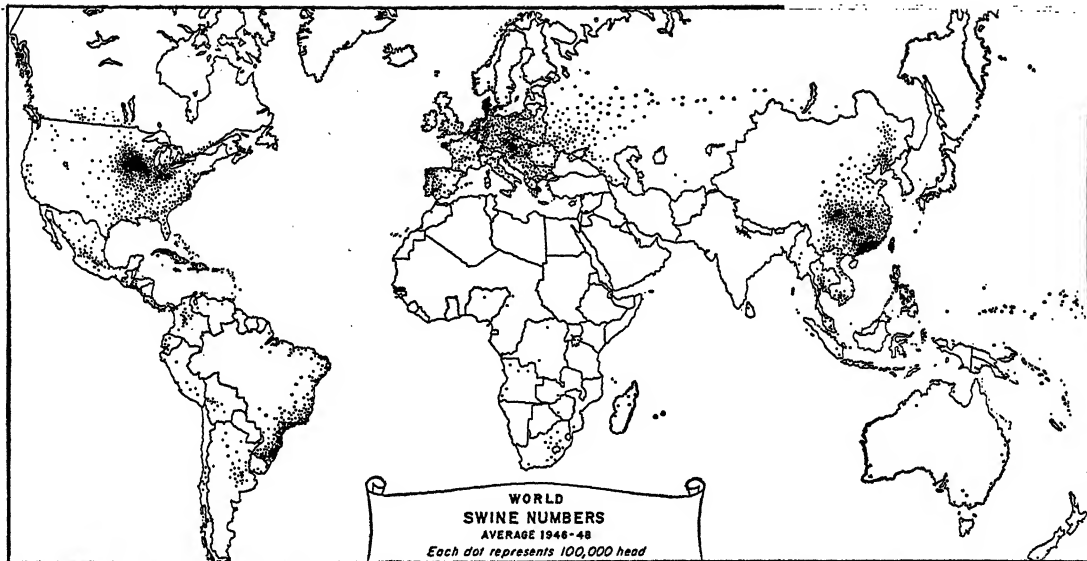 WORLD
SWINE NUMBERS
AVERAGE 1946-48
Each dot represents 100,000 head